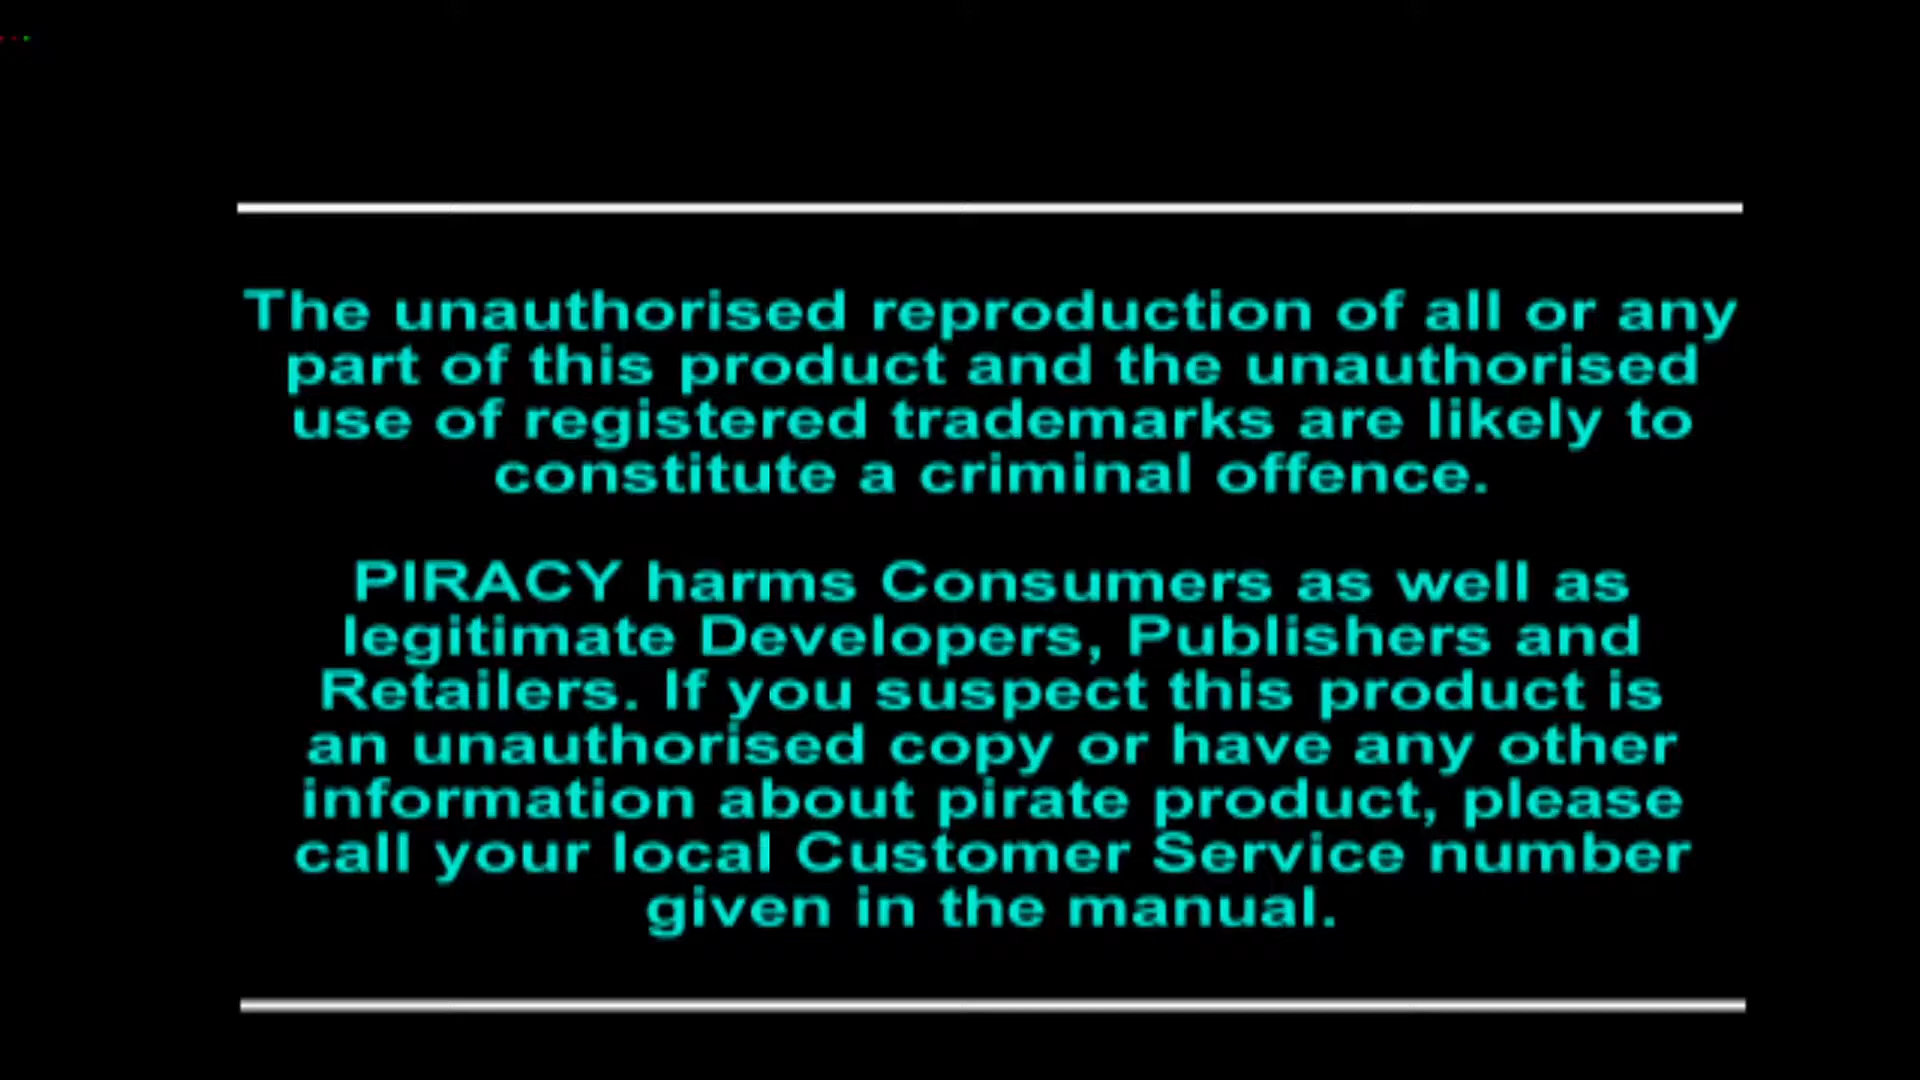 The unauthorised reproduction of all or any
part of this product and the unauthorised
use of registered trademarks are likely to
constitute a criminal offence.
PIRACY harms Consumers as well as
legitimate Developers, Publishers and
Retailers. If you suspect this product is
an unauthorised copy or have any other
information about pirate product, please
call your local Customer Service number
given in the manual.